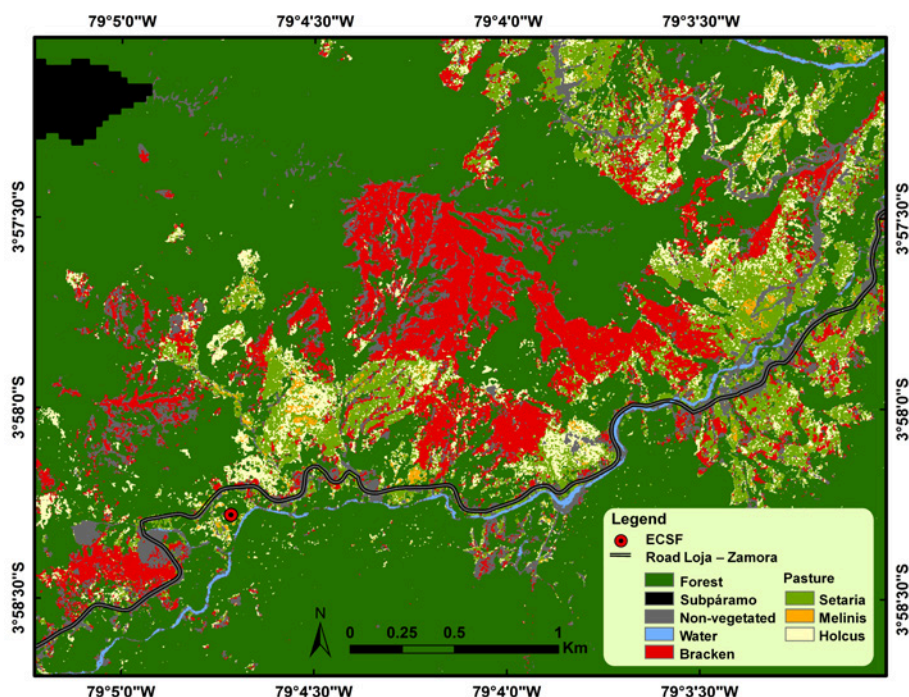 79°5'0"W 79°4'30"W 79°4'0"W 79°3'30"W
3°57'30"S 3°57'30"S
3°58'0"S 3°58'0"S
3°58'30"S 3°58'30"S
Legend
ECSF
Road Loja – Zamora
Forest
Subpáramo
Non-vegetated
Water
Bracken
Pasture
Setaria
Melinis
Holcus
N
0 0.25 0.5 1
Km
79°5'0"W 79°4'30"W 79°4'0"W 79°3'30"W